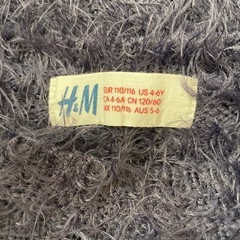 H&M
EUR 110/116 US 4-6Y
CA 4-6A CN 120/60
MX 110/116 AUS 5-6